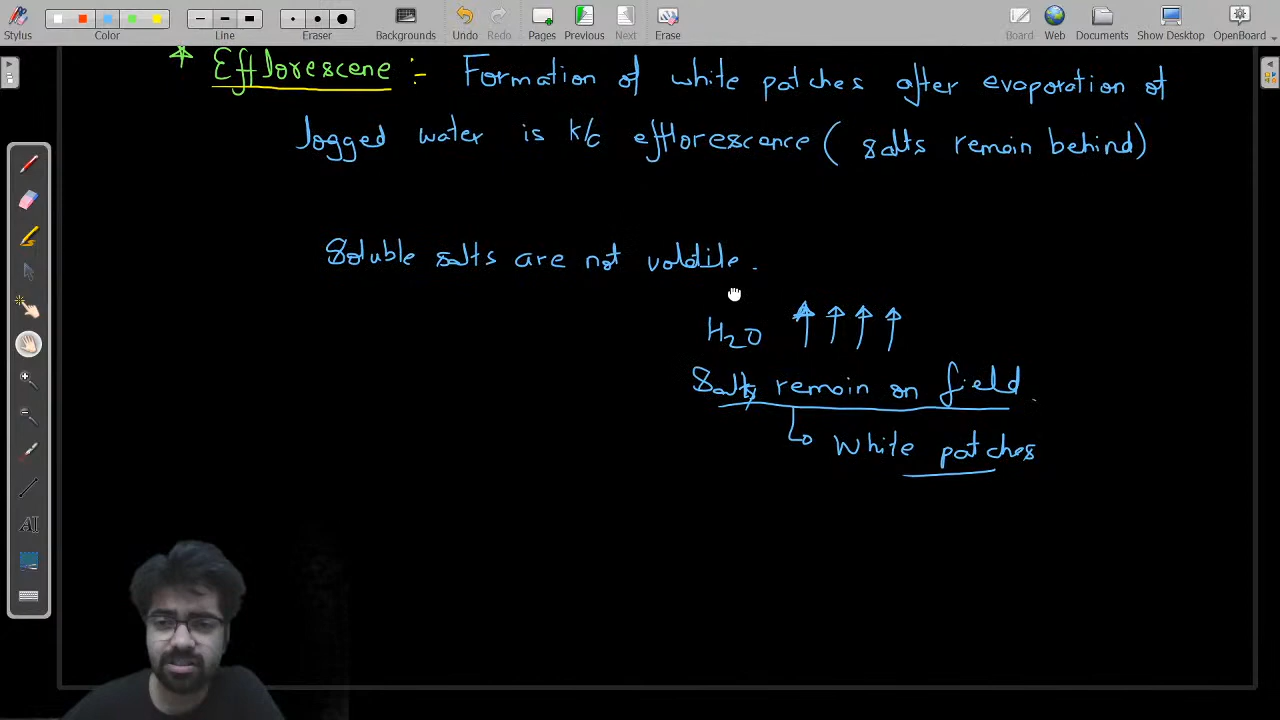 Stylus
Color
Line
Eraser
Backgrounds
Undo
Redo
Pages
Previous
Next
Erase
Board
Web
Documents
Show Desktop
OpenBoard
* Efflorescene :- Formation of white patches after evaporation of
logged water is k/c efflorescance ( salts remain behind)
Soluble salts are not volatile.
H2O ↑ ↑ ↑ ↑
Salts remain on field.
↳ White patches